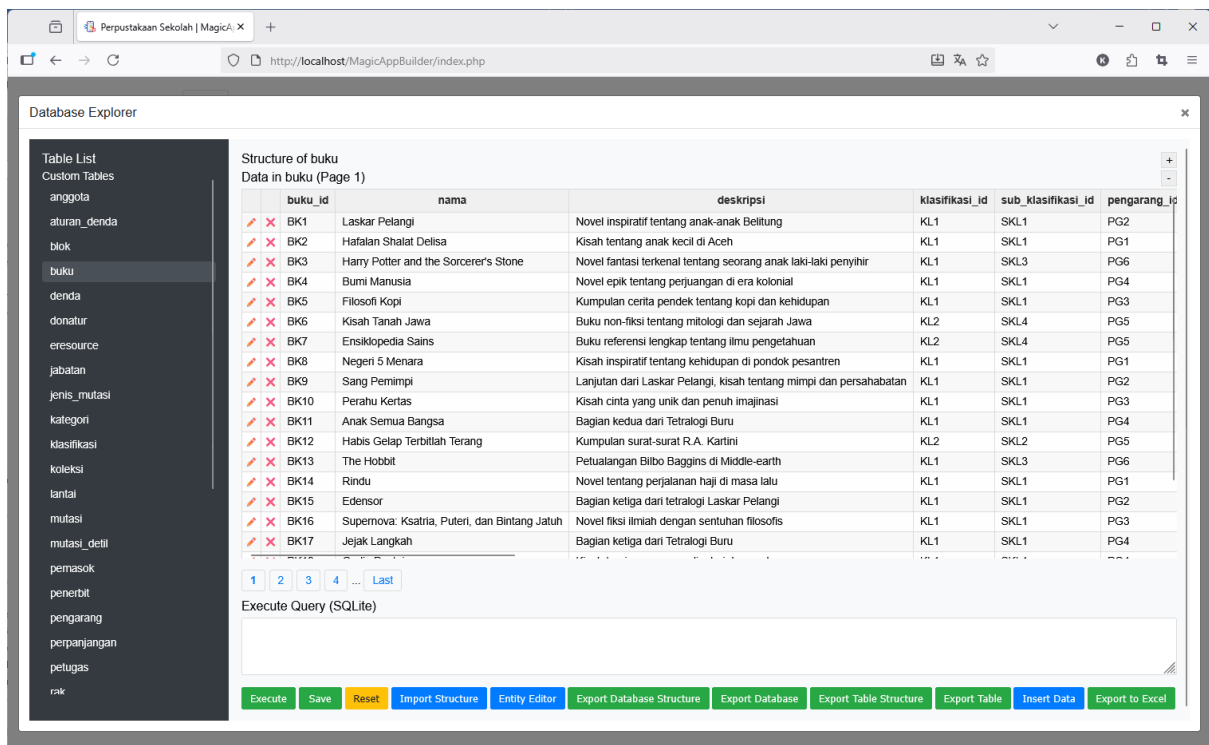 Perpustakaan Sekolah | MagicA
http://localhost/MagicAppBuilder/index.php
Database Explorer
Table List
Custom Tables
anggota
aturan_denda
blok
buku
denda
donatur
eresource
jabatan
jenis_mutasi
kategori
klasifikasi
koleksi
lantai
mutasi
mutasi_detil
pemasok
penerbit
pengarang
perpanjangan
petugas
rak
Structure of buku +
Data in buku (Page 1) -
buku_id nama deskripsi klasifikasi_id sub_klasifikasi_id pengarang_id
BK1 Laskar Pelangi Novel inspiratif tentang anak-anak Belitung KL1 SKL1 PG2
BK2 Hafalan Shalat Delisa Kisah tentang anak kecil di Aceh KL1 SKL1 PG1
BK3 Harry Potter and the Sorcerer's Stone Novel fantasi terkenal tentang seorang anak laki-laki penyihir KL1 SKL3 PG6
BK4 Bumi Manusia Novel epik tentang perjuangan di era kolonial KL1 SKL1 PG4
BK5 Filosofi Kopi Kumpulan cerita pendek tentang kopi dan kehidupan KL1 SKL1 PG3
BK6 Kisah Tanah Jawa Buku non-fiksi tentang mitologi dan sejarah Jawa KL2 SKL4 PG5
BK7 Ensiklopedia Sains Buku referensi lengkap tentang ilmu pengetahuan KL2 SKL4 PG5
BK8 Negeri 5 Menara Kisah inspiratif tentang kehidupan di pondok pesantren KL1 SKL1 PG1
BK9 Sang Pemimpi Lanjutan dari Laskar Pelangi, kisah tentang mimpi dan persahabatan KL1 SKL1 PG2
BK10 Perahu Kertas Kisah cinta yang unik dan penuh imajinasi KL1 SKL1 PG3
BK11 Anak Semua Bangsa Bagian kedua dari Tetralogi Buru KL1 SKL1 PG4
BK12 Habis Gelap Terbitlah Terang Kumpulan surat-surat R.A. Kartini KL2 SKL2 PG5
BK13 The Hobbit Petualangan Bilbo Baggins di Middle-earth KL1 SKL3 PG6
BK14 Rindu Novel tentang perjalanan haji di masa lalu KL1 SKL1 PG1
BK15 Edensor Bagian ketiga dari tetralogi Laskar Pelangi KL1 SKL1 PG2
BK16 Supernova: Ksatria, Puteri, dan Bintang Jatuh Novel fiksi ilmiah dengan sentuhan filosofis KL1 SKL1 PG3
BK17 Jejak Langkah Bagian ketiga dari Tetralogi Buru KL1 SKL1 PG4
1 2 3 4 ... Last
Execute Query (SQLite)
Execute Save Reset Import Structure Entity Editor Export Database Structure Export Database Export Table Structure Export Table Insert Data Export to Excel